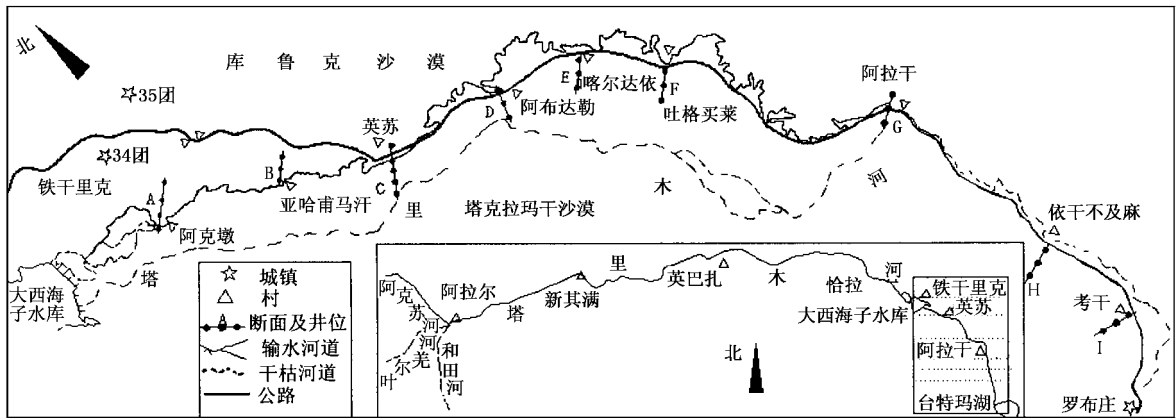 北
库鲁克沙漠
35团
34团
铁干里克
A
阿克墩
B
亚哈甫马汗
英苏
C
里
D
阿布达勒
E
喀尔达依
F
吐格买莱
阿拉干
G
塔克拉玛干沙漠
木
河
塔
大西海
子水库
依干不及麻
H
考干
I
罗布庄
城镇
村
A
断面及井位
输水河道
干枯河道
公路
阿克苏河
阿拉尔
塔
新其满
里
英巴扎
木
恰拉
河
大西海子水库
铁干里克
英苏
阿拉干
台特玛湖
叶尔羌河
和田河
北